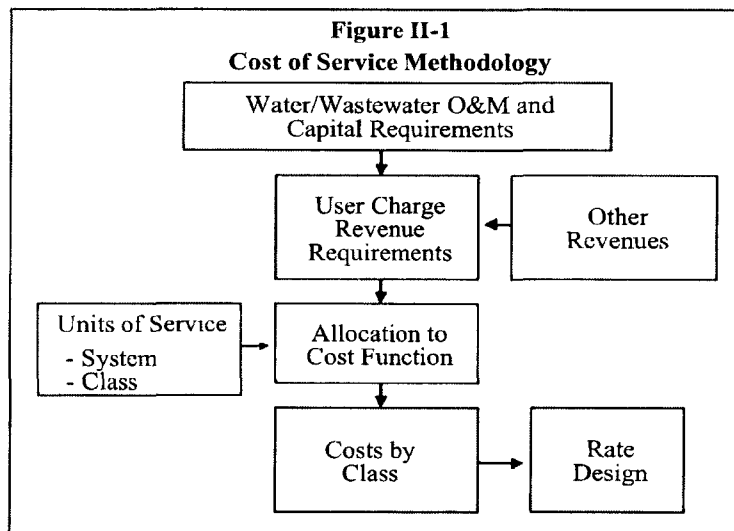 Figure II-1
Cost of Service Methodology
Water/Wastewater O&M and
Capital Requirements
User Charge
Revenue
Requirements
Other
Revenues
Units of Service
- System
- Class
Allocation to
Cost Function
Costs by
Class
Rate
Design